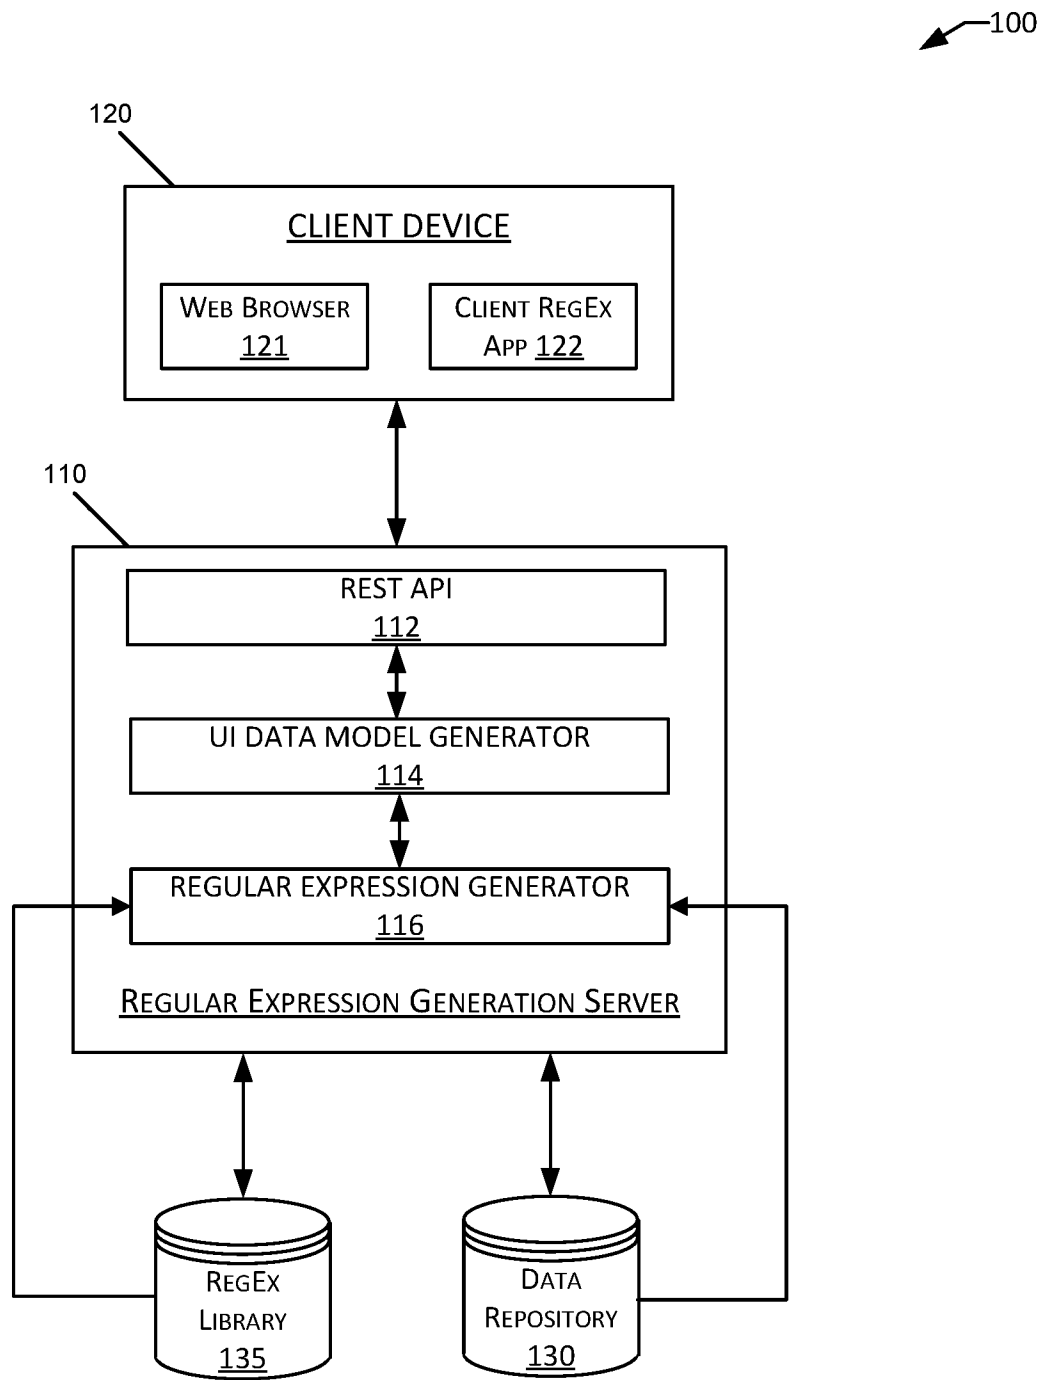 100
120
CLIENT DEVICE
WEB BROWSER
121
CLIENT REGEX
APP 122
110
REST API
112
UI DATA MODEL GENERATOR
114
REGULAR EXPRESSION GENERATOR
116
REGULAR EXPRESSION GENERATION SERVER
REGEX
LIBRARY
135
DATA
REPOSITORY
130